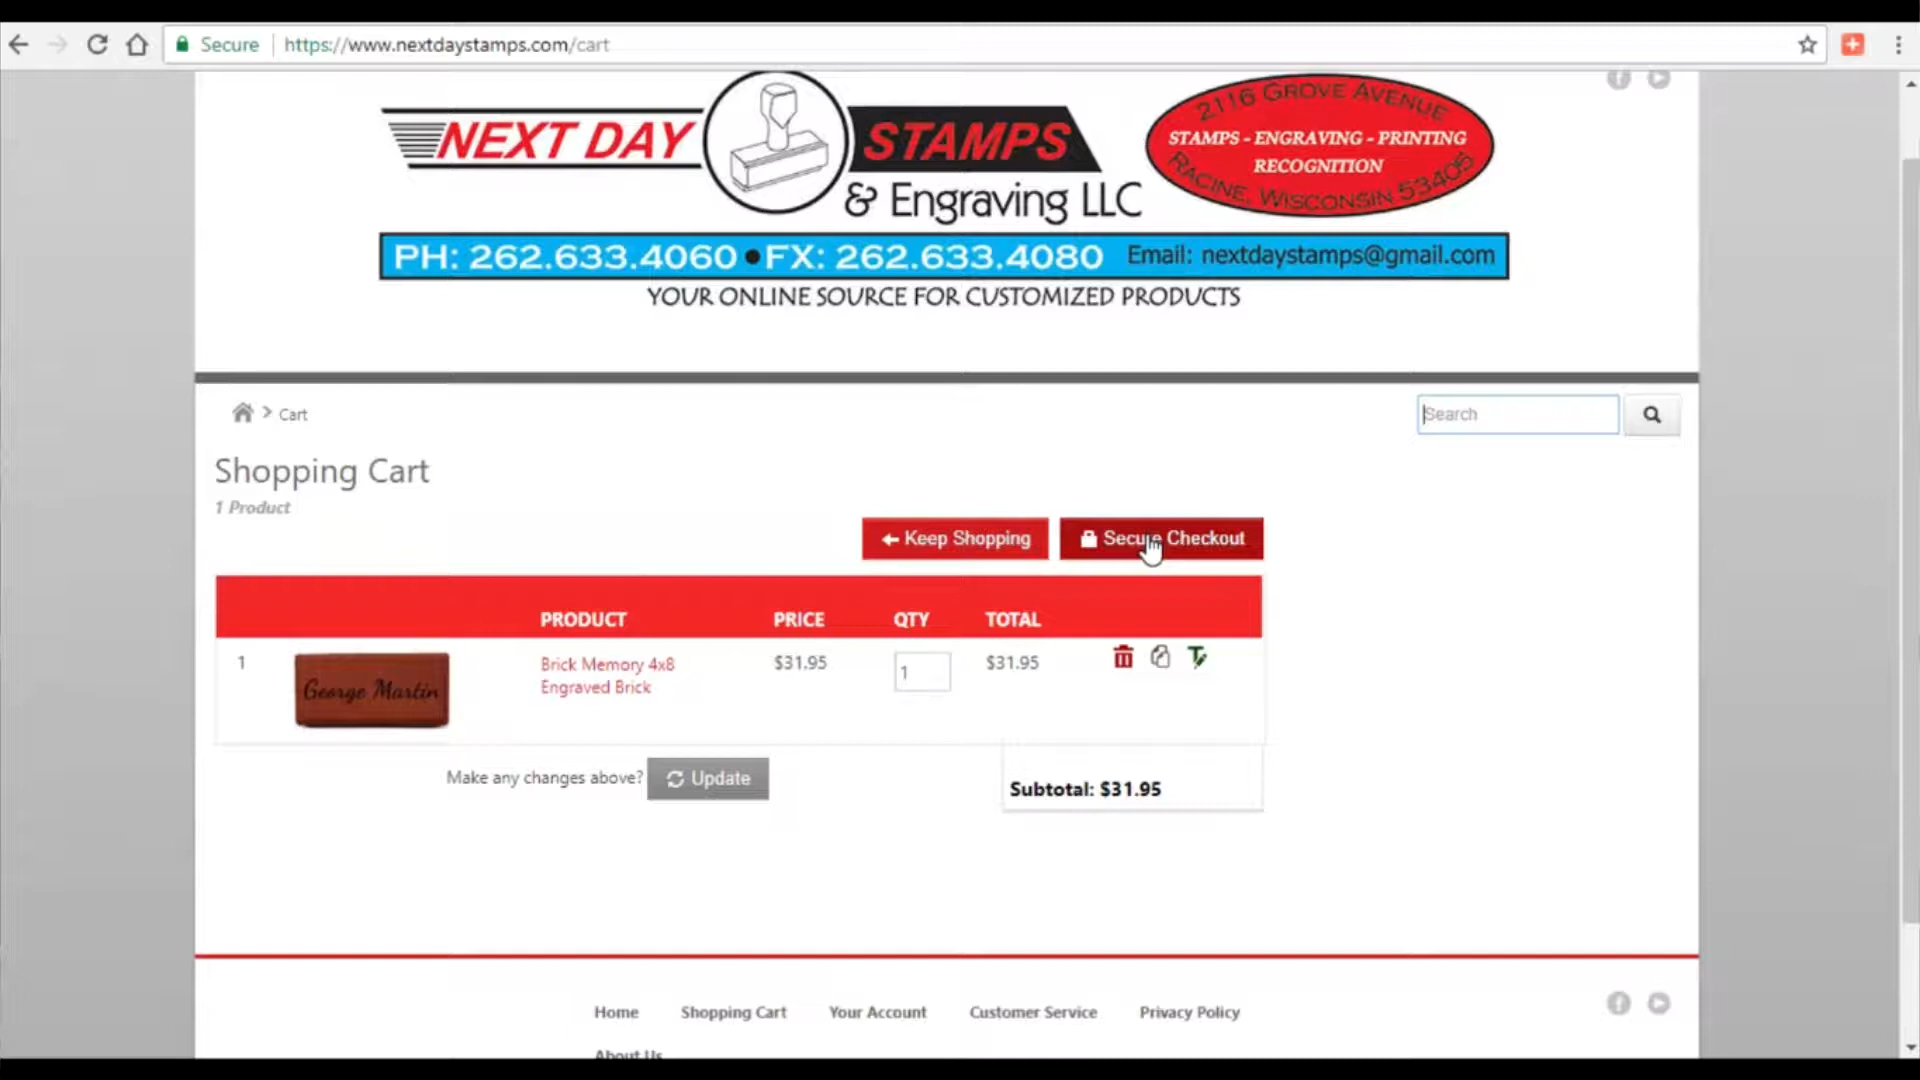 Secure https://www.nextdaystamps.com/cart
NEXT DAY STAMPS
& Engraving LLC
2116 GROVE AVENUE
STAMPS - ENGRAVING - PRINTING
RECOGNITION
RACINE, WISCONSIN 53405
PH: 262.633.4060 • FX: 262.633.4080 Email: nextdaystamps@gmail.com
YOUR ONLINE SOURCE FOR CUSTOMIZED PRODUCTS
> Cart
Search
Shopping Cart
1 Product
Keep Shopping
Secure Checkout
PRODUCT PRICE QTY TOTAL
1 George Martin Brick Memory 4x8 $31.95 1 $31.95
Engraved Brick
Make any changes above? Update
Subtotal: $31.95
Home Shopping Cart Your Account Customer Service Privacy Policy
About Us